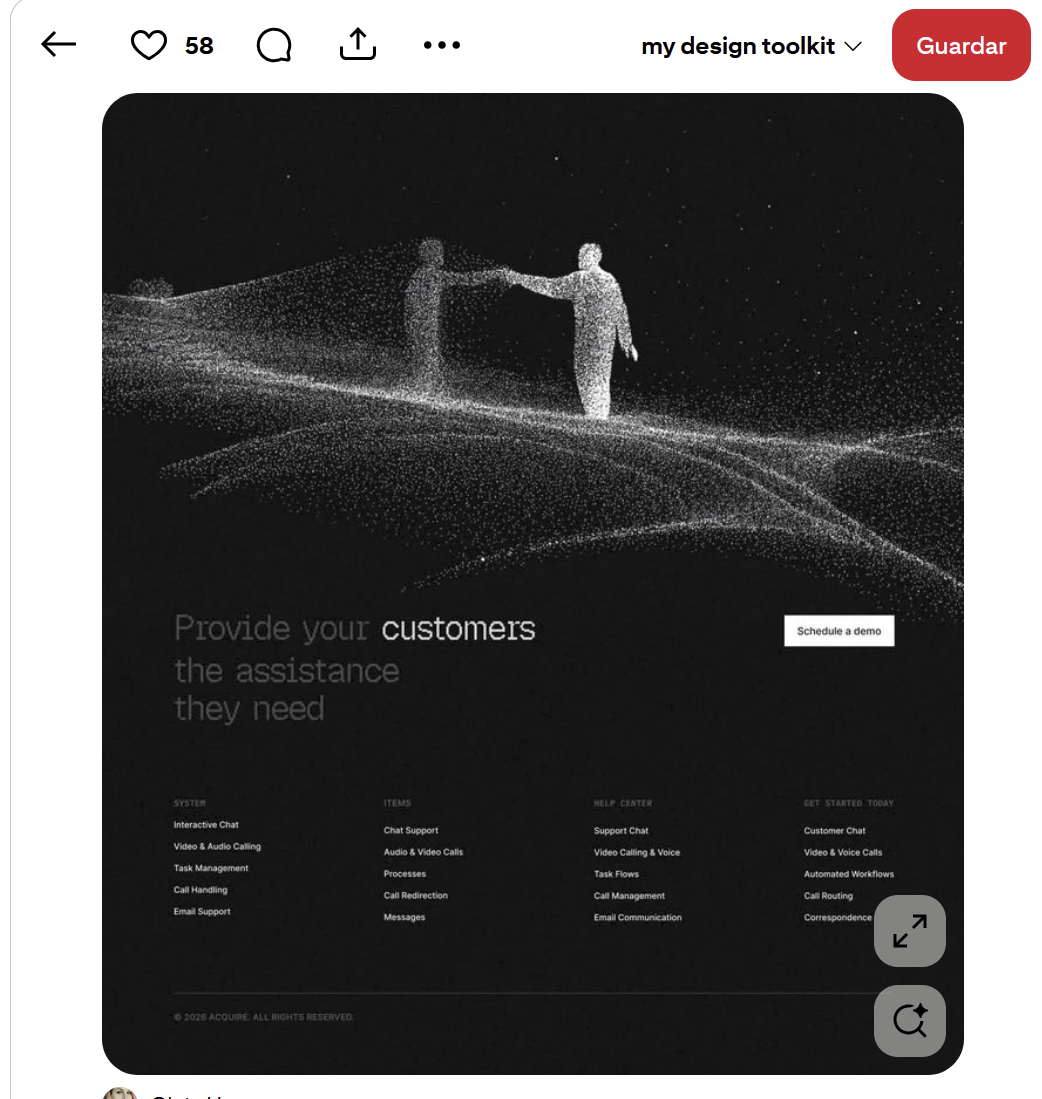 58
my design toolkit
Guardar
Provide your customers
the assistance
they need
Schedule a demo
SYSTEM
Interactive Chat
Video & Audio Calling
Task Management
Call Handling
Email Support
ITEMS
Chat Support
Audio & Video Calls
Processes
Call Redirection
Messages
HELP CENTER
Support Chat
Video Calling & Voice
Task Flows
Call Management
Email Communication
GET STARTED TODAY
Customer Chat
Video & Voice Calls
Automated Workflows
Call Routing
Correspondence
© 2026 ACQUIRE. ALL RIGHTS RESERVED.